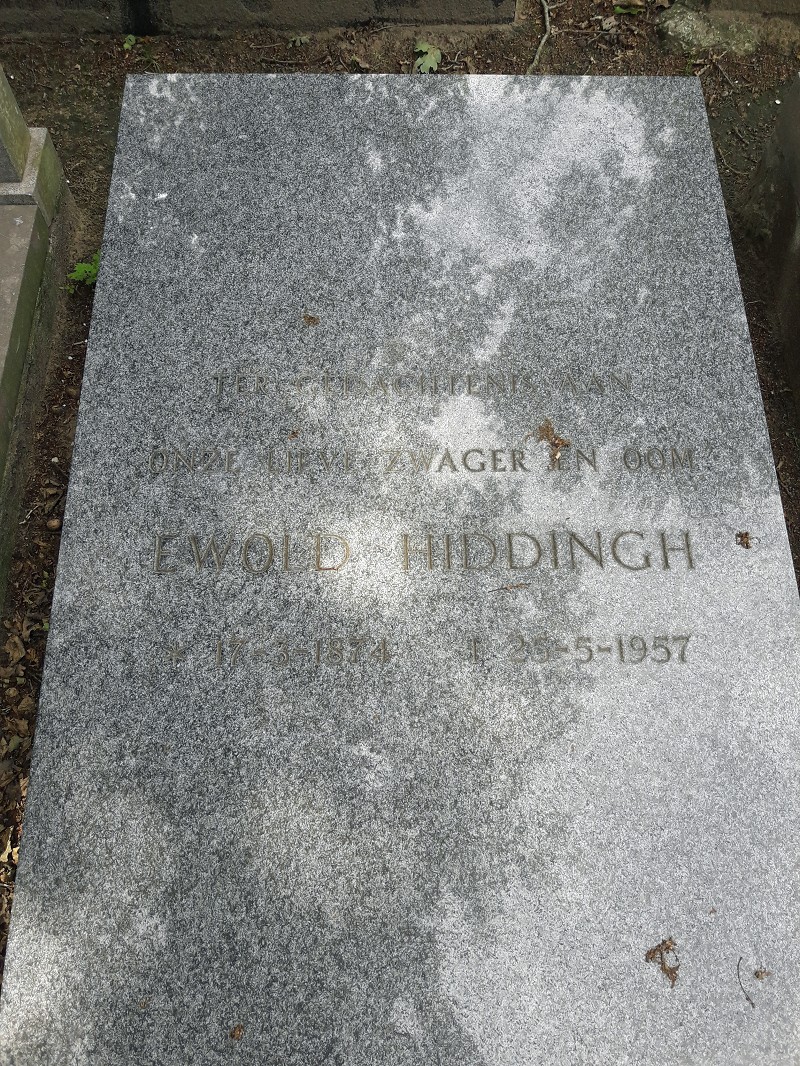 TER GEDACHTENIS AAN
ONZE LIEVE ZWAGER EN OOM
EWOLD HIDDINGH
* 17-3-1874 † 25-5-1957